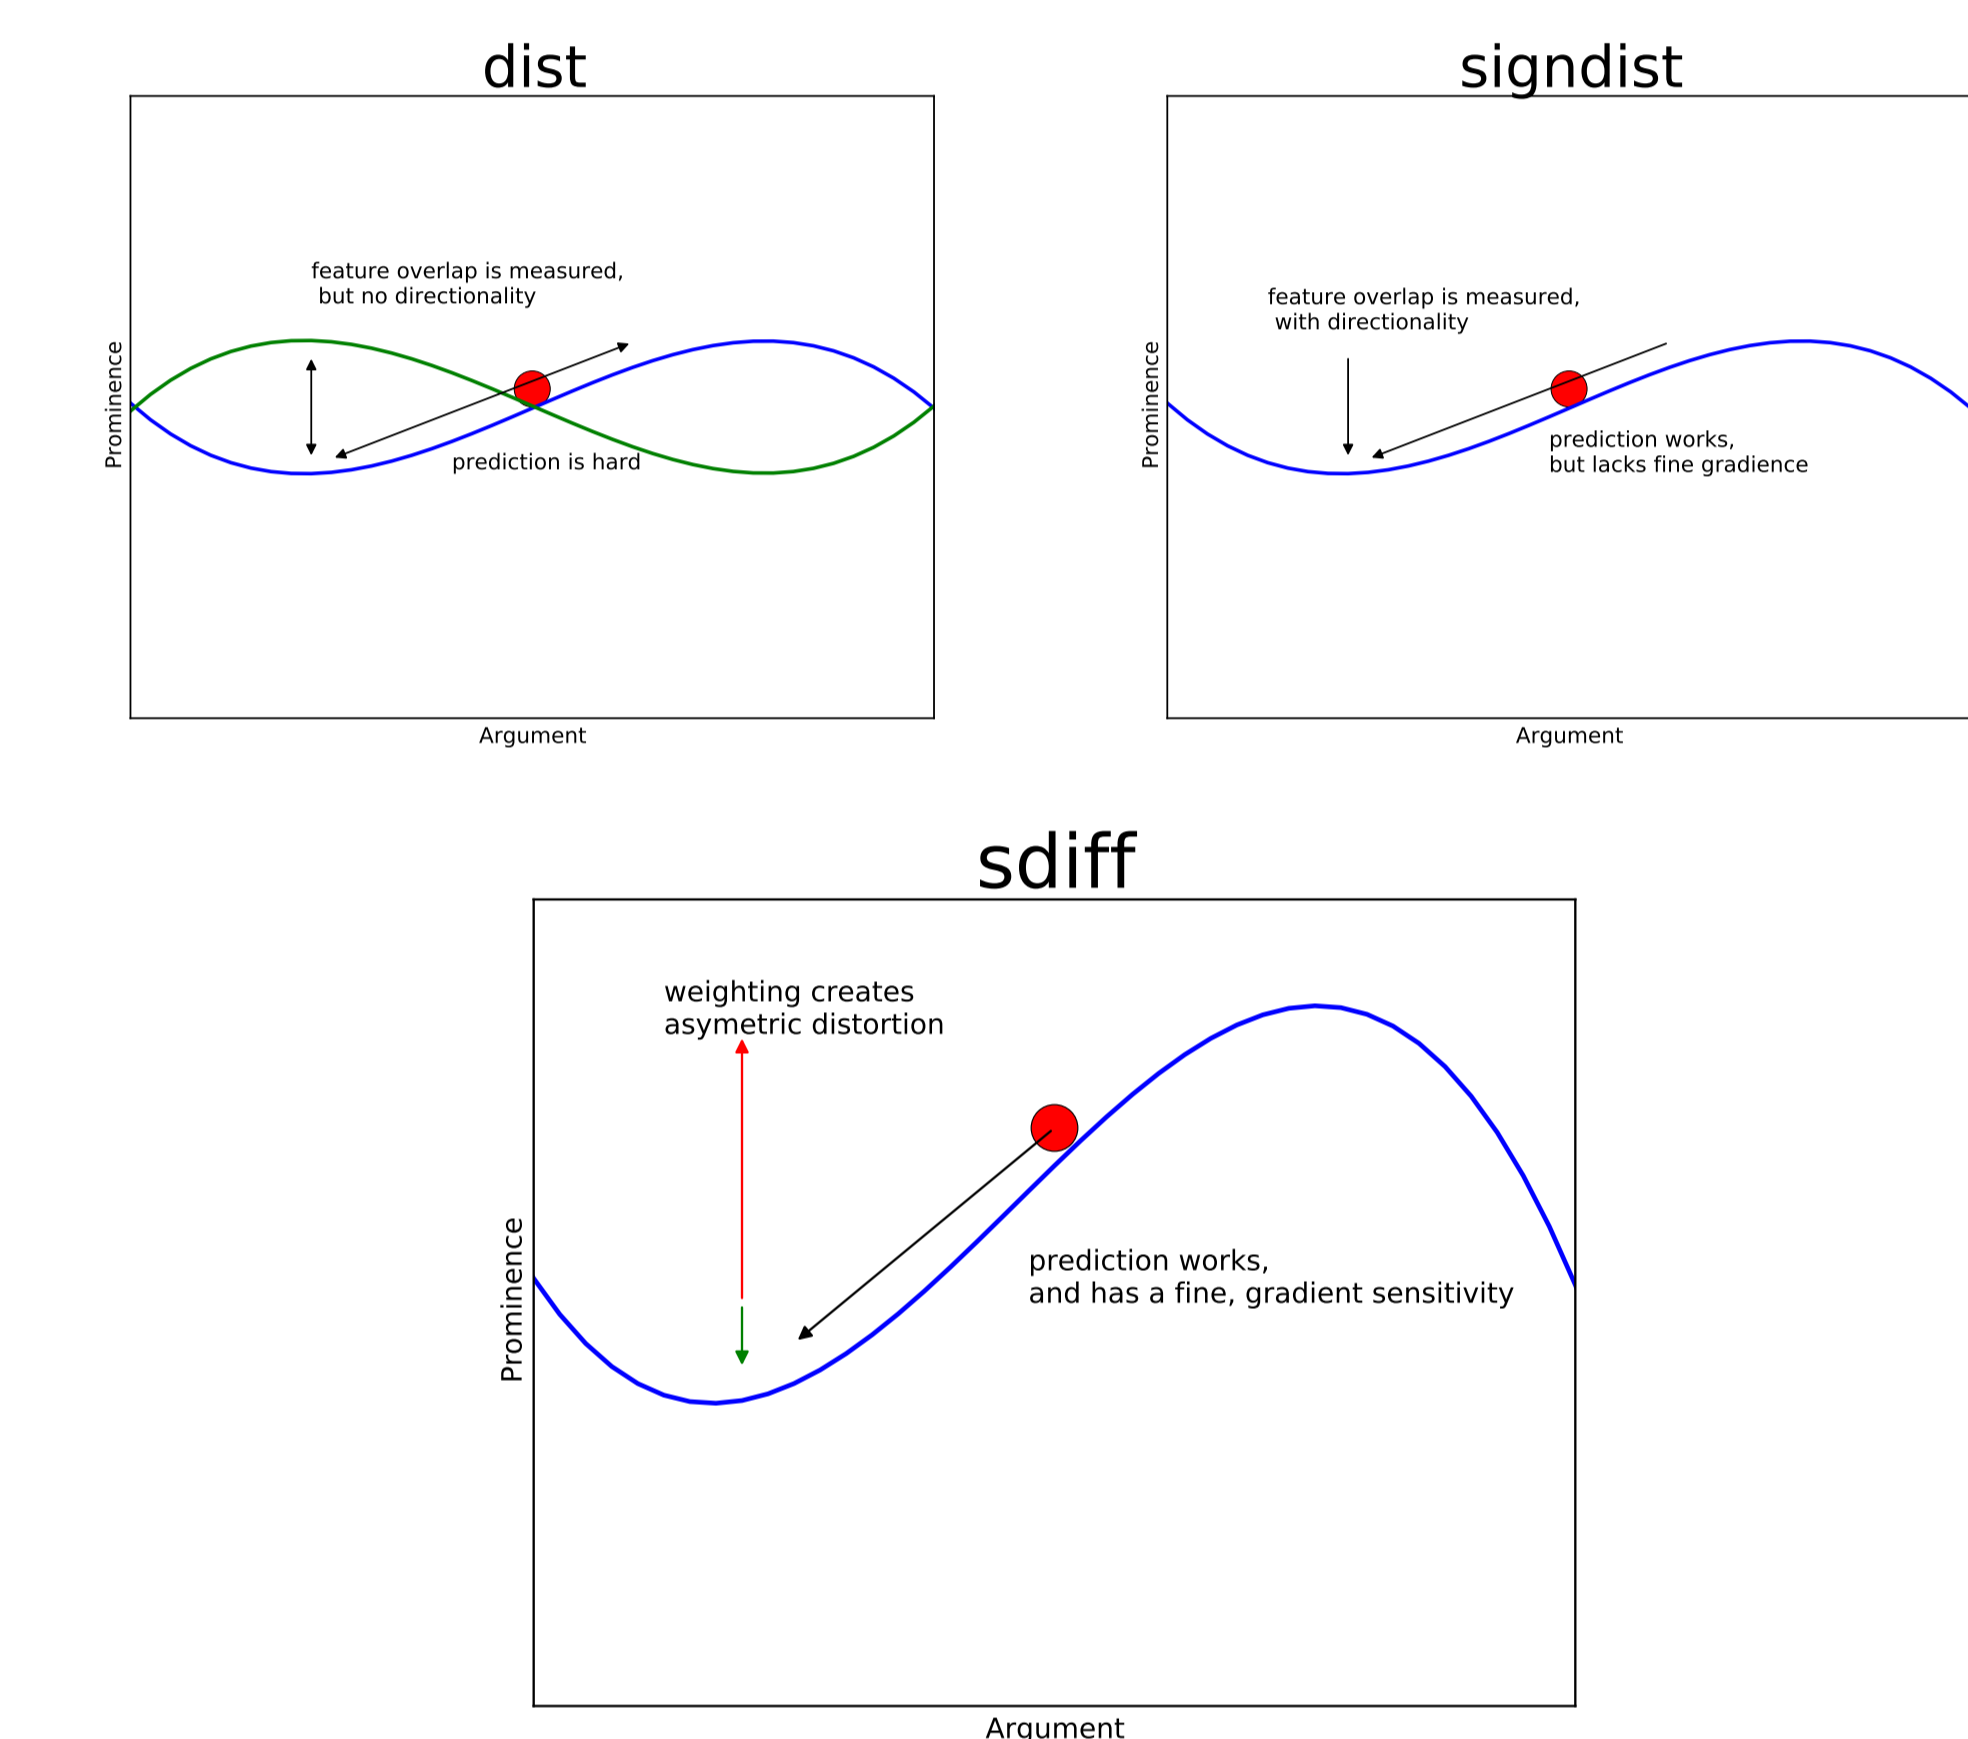 dist
feature overlap is measured,
but no directionality
prediction is hard
Prominence
Argument
signdist
feature overlap is measured,
with directionality
prediction works,
but lacks fine gradience
Prominence
Argument
sdiff
weighting creates
asymetric distortion
prediction works,
and has a fine, gradient sensitivity
Prominence
Argument